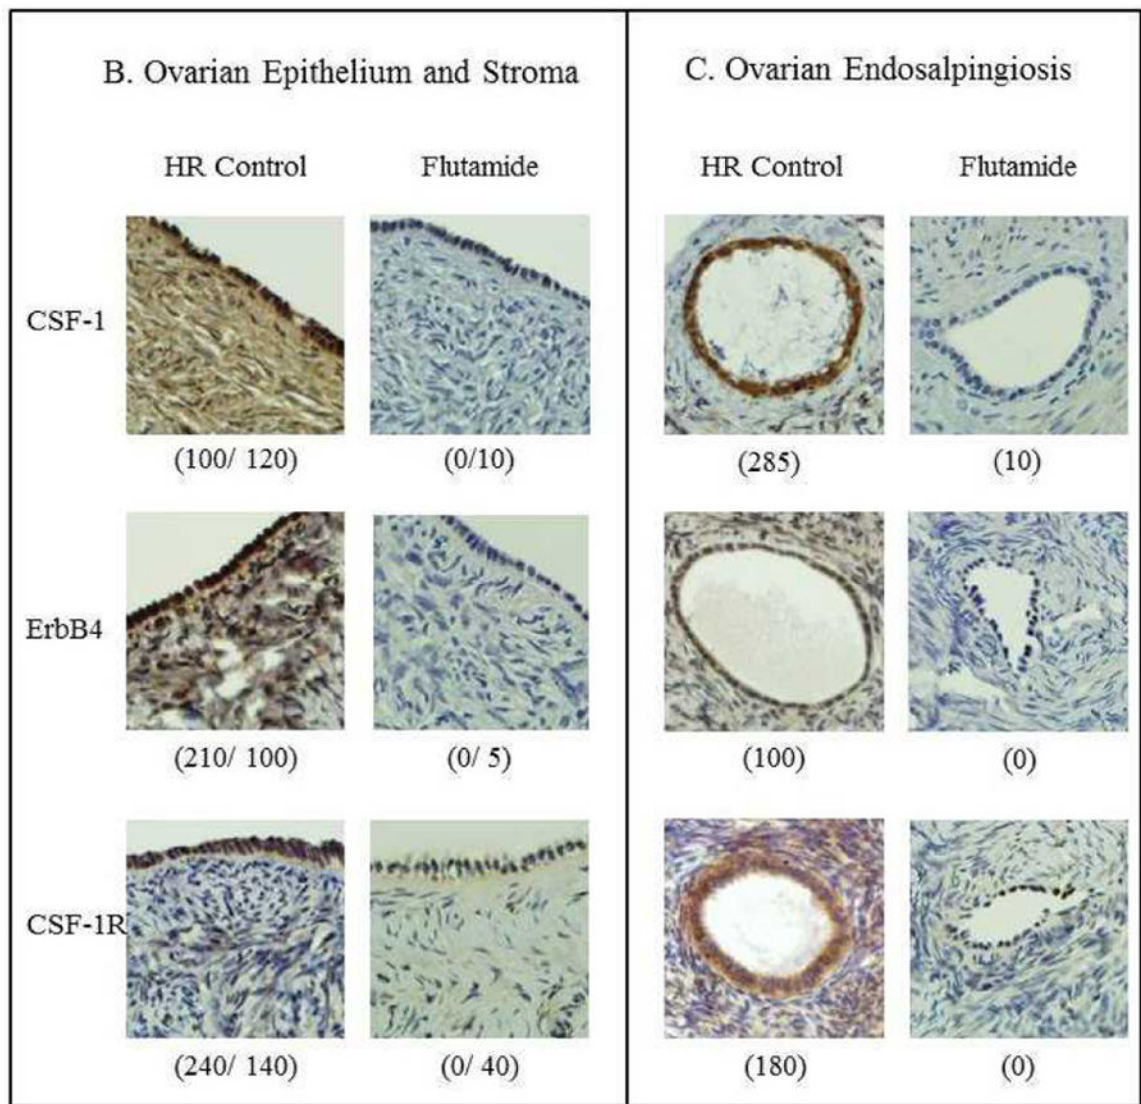 B. Ovarian Epithelium and Stroma
HR Control Flutamide
CSF-1
(100/ 120) (0/10)
ErbB4
(210/ 100) (0/ 5)
CSF-1R
(240/ 140) (0/ 40)
C. Ovarian Endosalpingiosis
HR Control Flutamide
(285) (10)
(100) (0)
(180) (0)